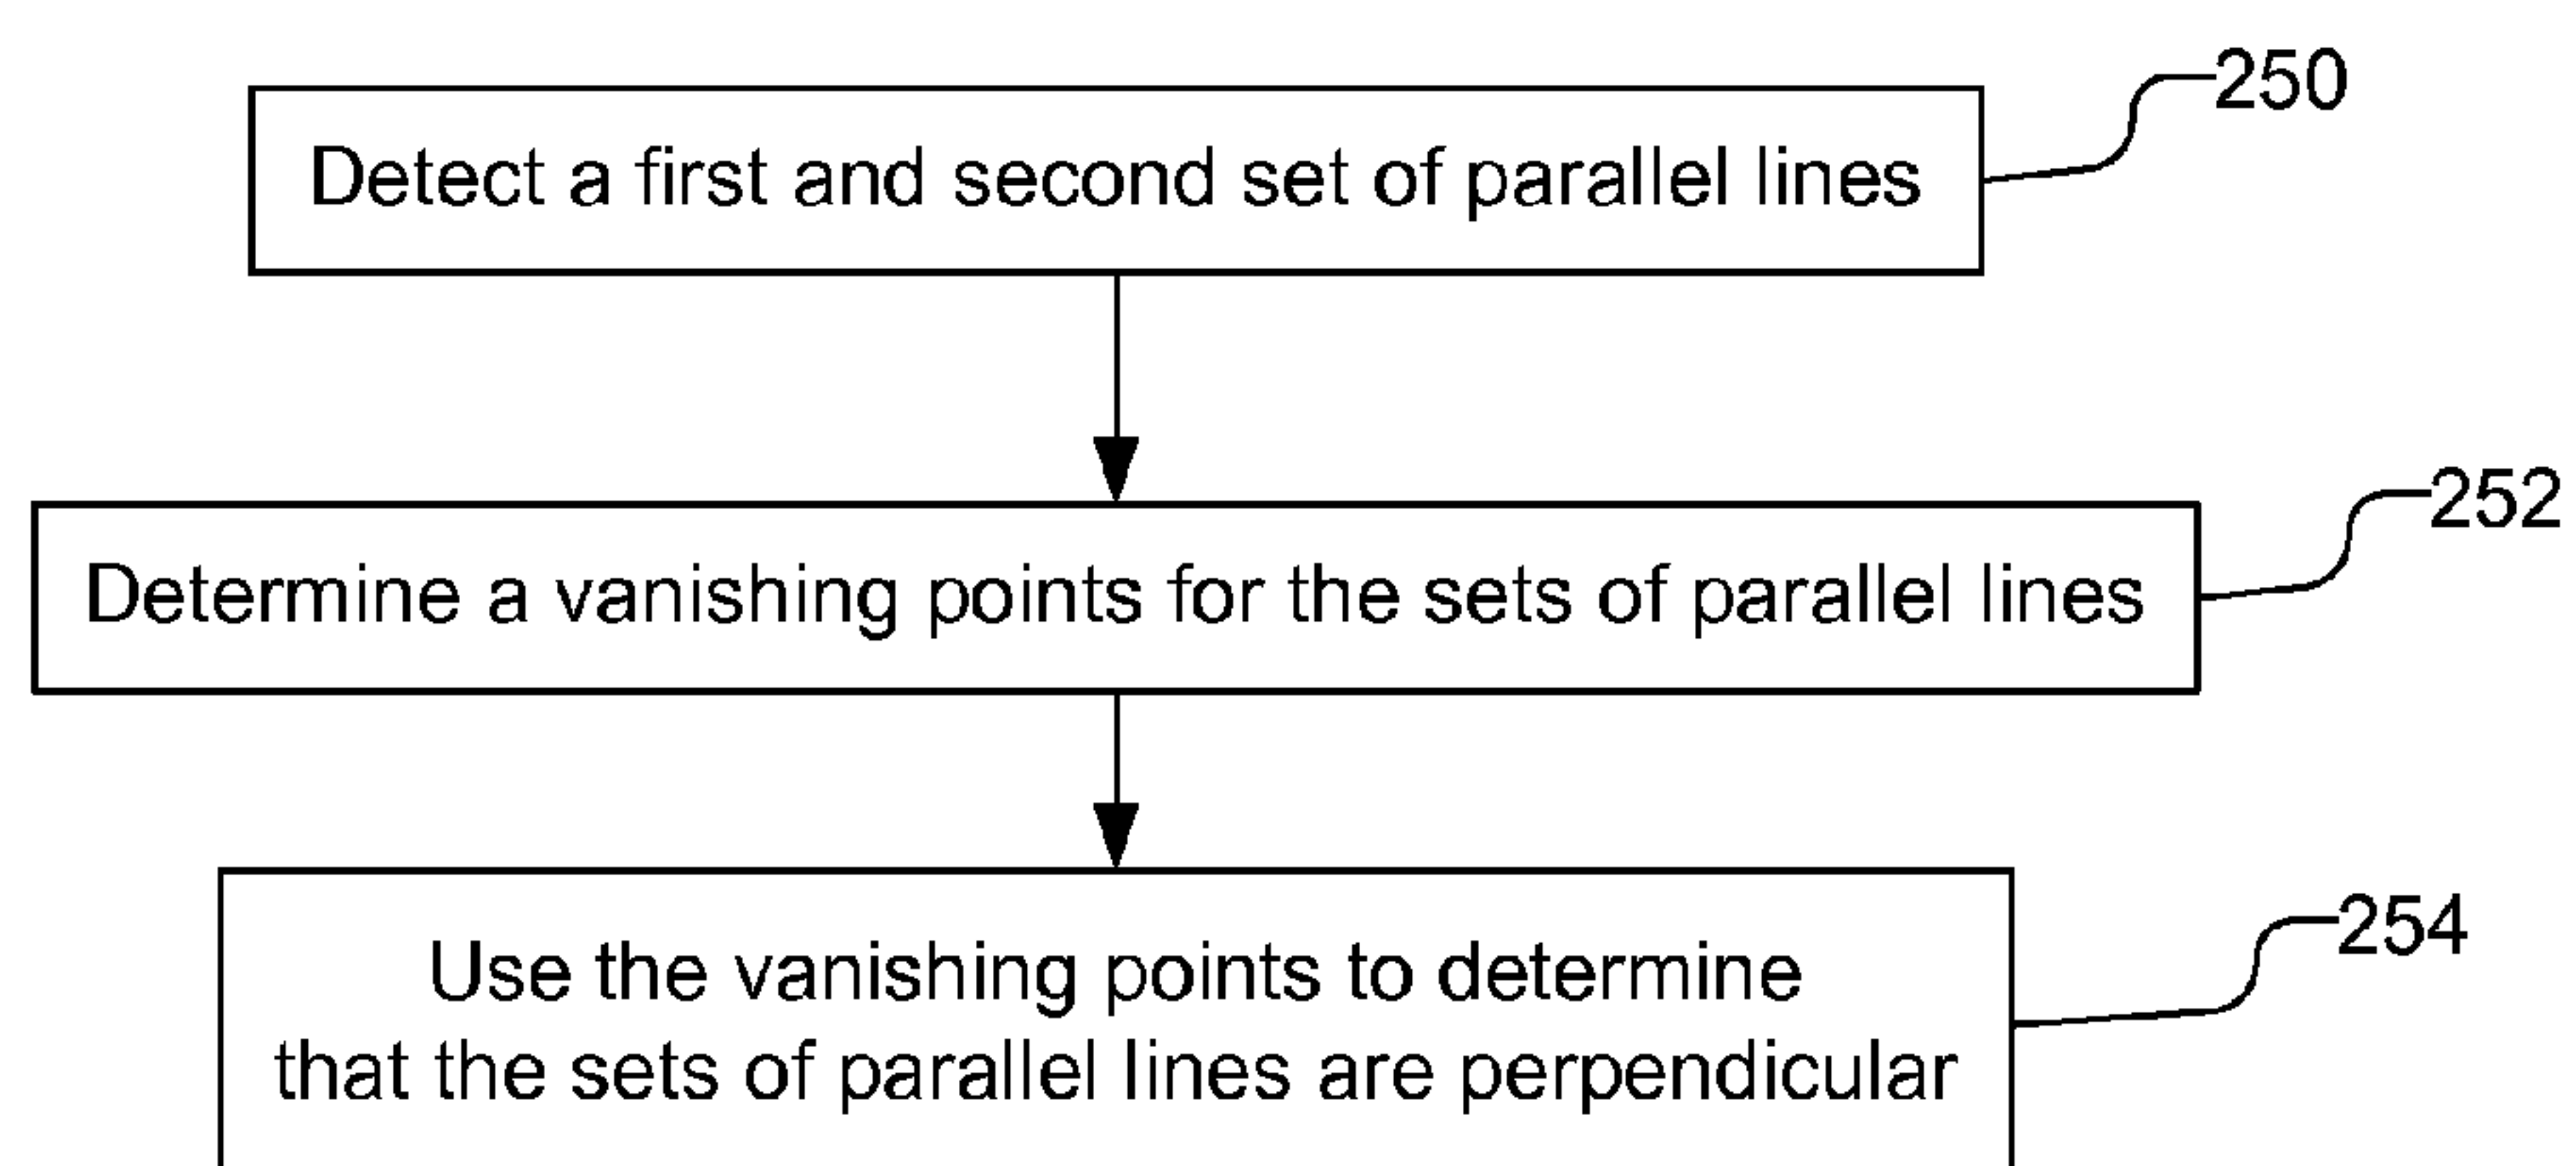 250
Detect a first and second set of parallel lines
252
Determine a vanishing points for the sets of parallel lines
254
Use the vanishing points to determine
that the sets of parallel lines are perpendicular